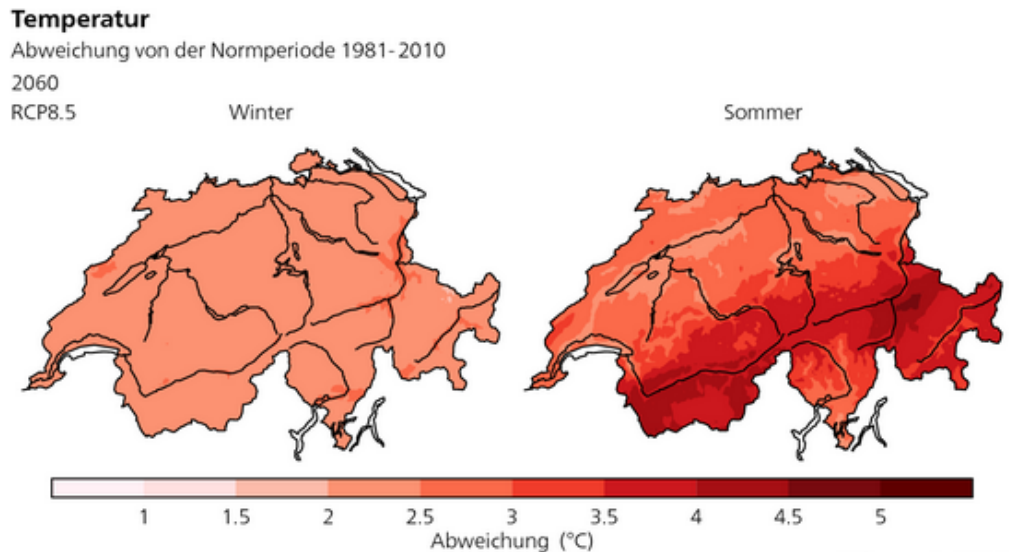 Temperatur
Abweichung von der Normperiode 1981-2010
2060
RCP8.5
Winter
Sommer
1 1.5 2 2.5 3 3.5 4 4.5 5
Abweichung (°C)